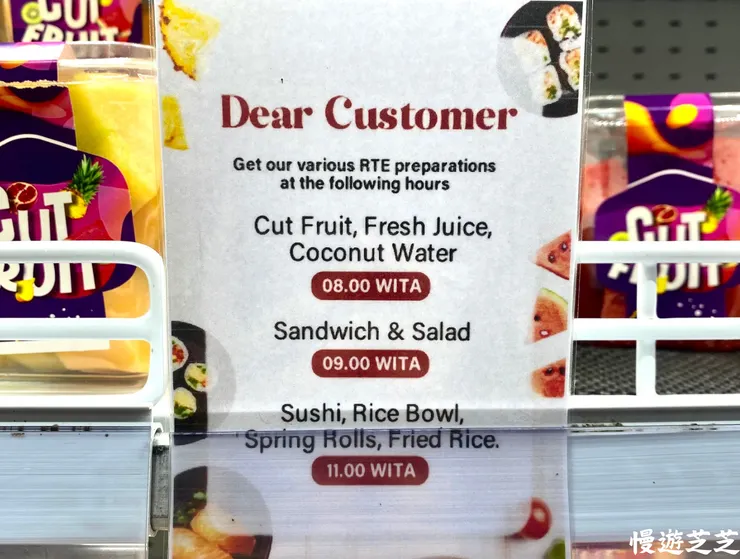 CUT
FRUIT
Dear Customer
Get our various RTE preparations
at the following hours
Cut Fruit, Fresh Juice,
Coconut Water
08.00 WITA
Sandwich & Salad
09.00 WITA
Sushi, Rice Bowl,
Spring Rolls, Fried Rice.
11.00 WITA
CUT
FRUIT
CUT
FRUIT
慢遊芝芝